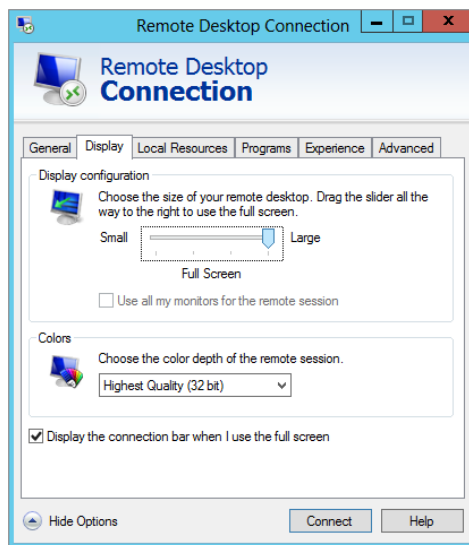 Remote Desktop Connection
Remote Desktop
Connection
General Display Local Resources Programs Experience Advanced
Display configuration
Choose the size of your remote desktop. Drag the slider all the
way to the right to use the full screen.
Small Large
Full Screen
Use all my monitors for the remote session
Colors
Choose the color depth of the remote session.
Highest Quality (32 bit)
Display the connection bar when I use the full screen
Hide Options Connect Help